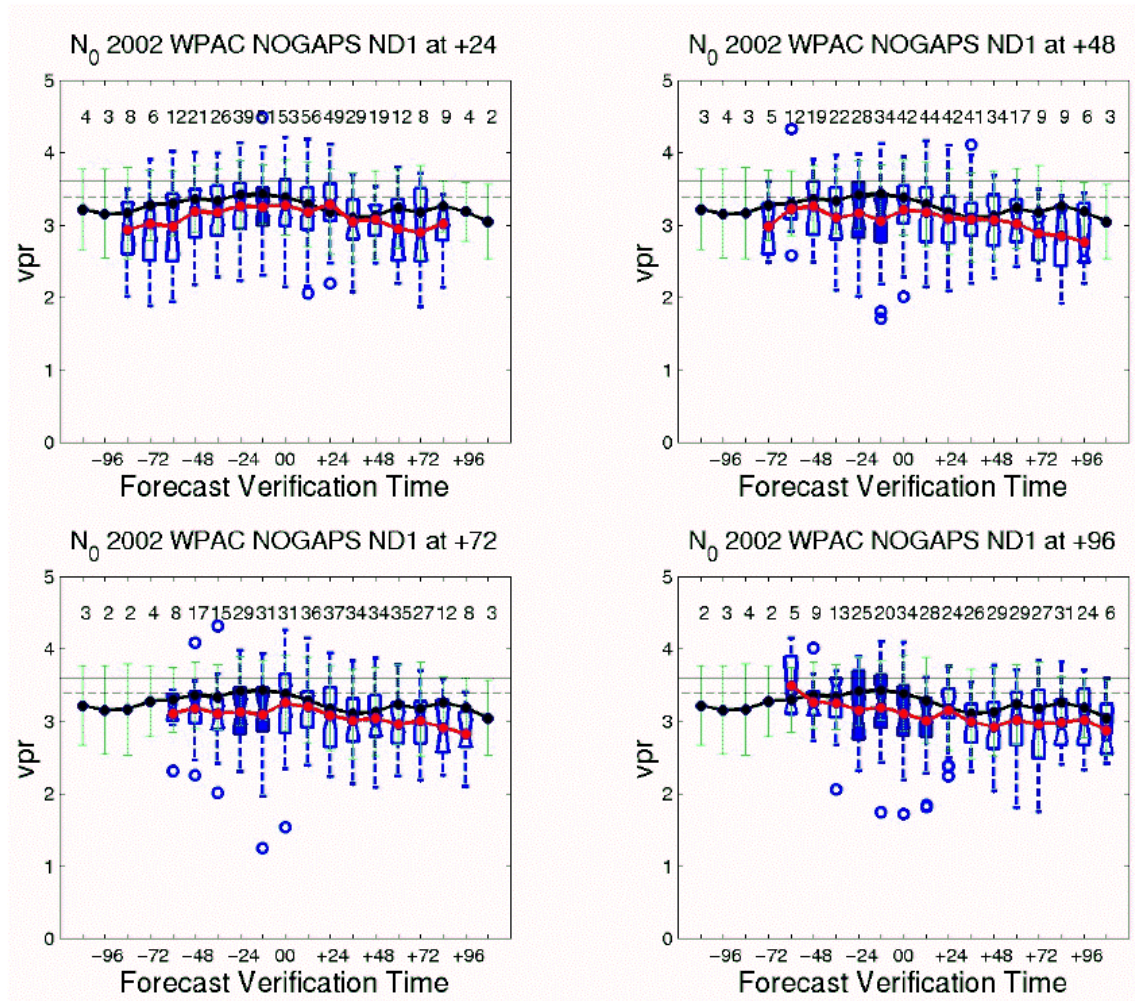 N0 2002 WPAC NOGAPS ND1 at +24
5
4 3 8 6 12 21 26 39 53 56 49 29 19 12 8 9 4 2
4
3
2
1
0
vpr
−96 −72 −48 −24 00 +24 +48 +72 +96
Forecast Verification Time
N0 2002 WPAC NOGAPS ND1 at +48
5
3 4 3 5 12 19 22 28 34 42 44 42 41 34 17 9 9 6 3
4
3
2
1
0
vpr
−96 −72 −48 −24 00 +24 +48 +72 +96
Forecast Verification Time
N0 2002 WPAC NOGAPS ND1 at +72
5
3 2 2 4 8 17 15 29 31 31 36 37 34 34 35 27 12 8 3
4
3
2
1
0
vpr
−96 −72 −48 −24 00 +24 +48 +72 +96
Forecast Verification Time
N0 2002 WPAC NOGAPS ND1 at +96
5
2 3 4 2 5 9 13 25 20 34 28 24 26 29 29 27 31 24 6
4
3
2
1
0
vpr
−96 −72 −48 −24 00 +24 +48 +72 +96
Forecast Verification Time